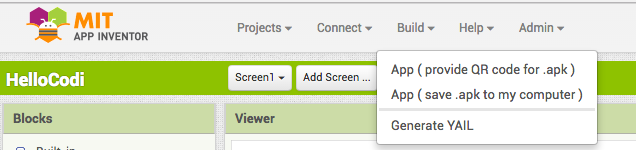 MIT
APP INVENTOR
Projects Connect Build Help Admin
HelloCodi
Screen1 Add Screen ...
App ( provide QR code for .apk )
App ( save .apk to my computer )
Generate YAIL
Blocks
Viewer
Built-in